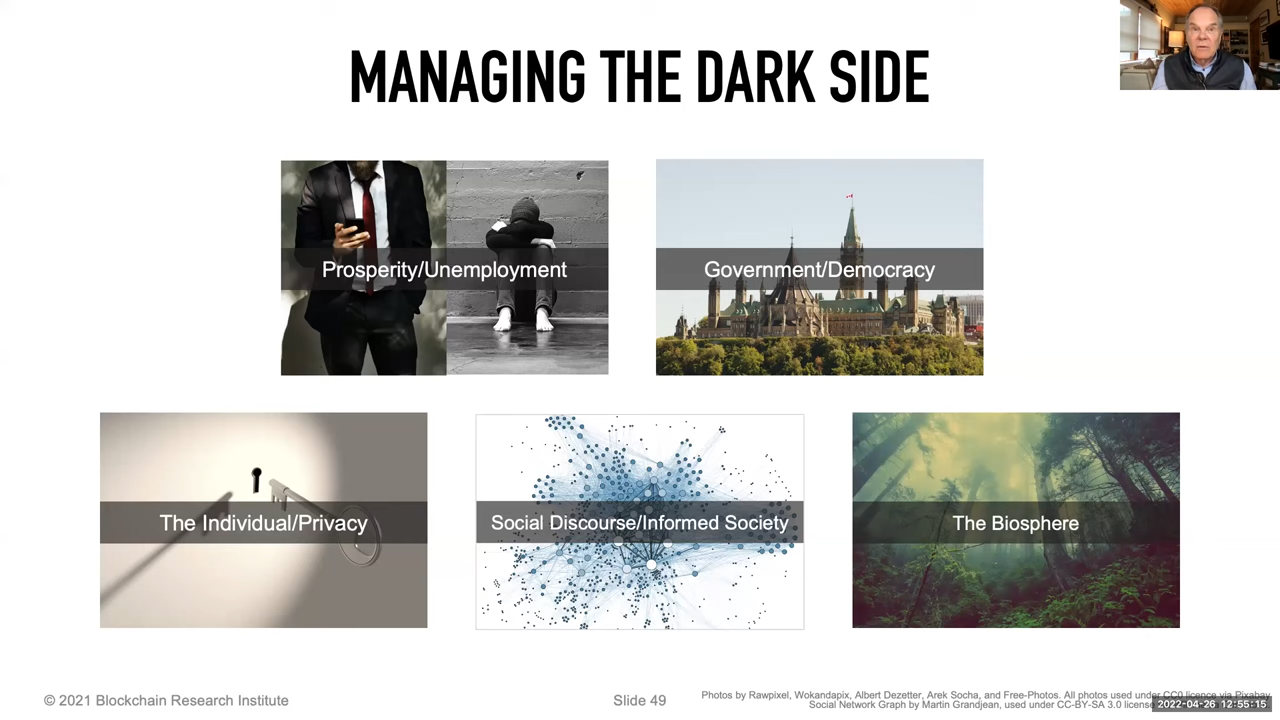 MANAGING THE DARK SIDE
Prosperity/Unemployment
Government/Democracy
The Individual/Privacy
Social Discourse/Informed Society
The Biosphere
© 2021 Blockchain Research Institute
Slide 49
Photos by Rawpixel, Wokandapix, Albert Dezetter, Arek Socha, and Free-Photos. All photos used under CC0 licence via Pixabay
Social Network Graph by Martin Grandjean, used under CC-BY-SA 3.0 license
2022-04-26 12:55:15